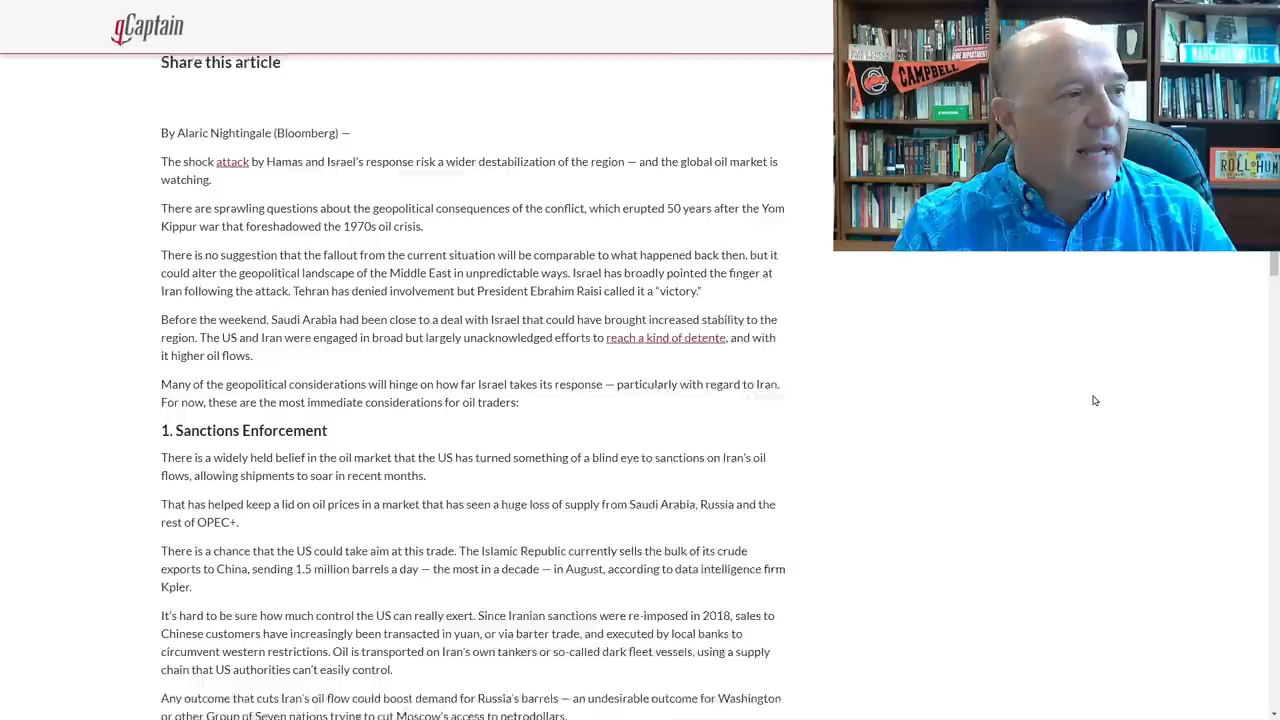 gCaptain
Share this article
By Alaric Nightingale (Bloomberg) —
The shock attack by Hamas and Israel's response risk a wider destabilization of the region — and the global oil market is
watching.
There are sprawling questions about the geopolitical consequences of the conflict, which erupted 50 years after the Yom
Kippur war that foreshadowed the 1970s oil crisis.
There is no suggestion that the fallout from the current situation will be comparable to what happened back then, but it
could alter the geopolitical landscape of the Middle East in unpredictable ways. Israel has broadly pointed the finger at
Iran following the attack. Tehran has denied involvement but President Ebrahim Raisi called it a “victory.”
Before the weekend, Saudi Arabia had been close to a deal with Israel that could have brought increased stability to the
region. The US and Iran were engaged in broad but largely unacknowledged efforts to reach a kind of detente, and with
it higher oil flows.
Many of the geopolitical considerations will hinge on how far Israel takes its response — particularly with regard to Iran.
For now, these are the most immediate considerations for oil traders:
1. Sanctions Enforcement
There is a widely held belief in the oil market that the US has turned something of a blind eye to sanctions on Iran's oil
flows, allowing shipments to soar in recent months.
That has helped keep a lid on oil prices in a market that has seen a huge loss of supply from Saudi Arabia, Russia and the
rest of OPEC+.
There is a chance that the US could take aim at this trade. The Islamic Republic currently sells the bulk of its crude
exports to China, sending 1.5 million barrels a day — the most in a decade — in August, according to data intelligence firm
Kpler.
It's hard to be sure how much control the US can really exert. Since Iranian sanctions were re-imposed in 2018, sales to
Chinese customers have increasingly been transacted in yuan, or via barter trade, and executed by local banks to
circumvent western restrictions. Oil is transported on Iran's own tankers or so-called dark fleet vessels, using a supply
chain that US authorities can't easily control.
Any outcome that cuts Iran's oil flow could boost demand for Russia's barrels — an undesirable outcome for Washington
or other Group of Seven nations trying to cut Moscow's access to petrodollars.
CAMPBELL
MARGARITAVILLE
ROLL HUM